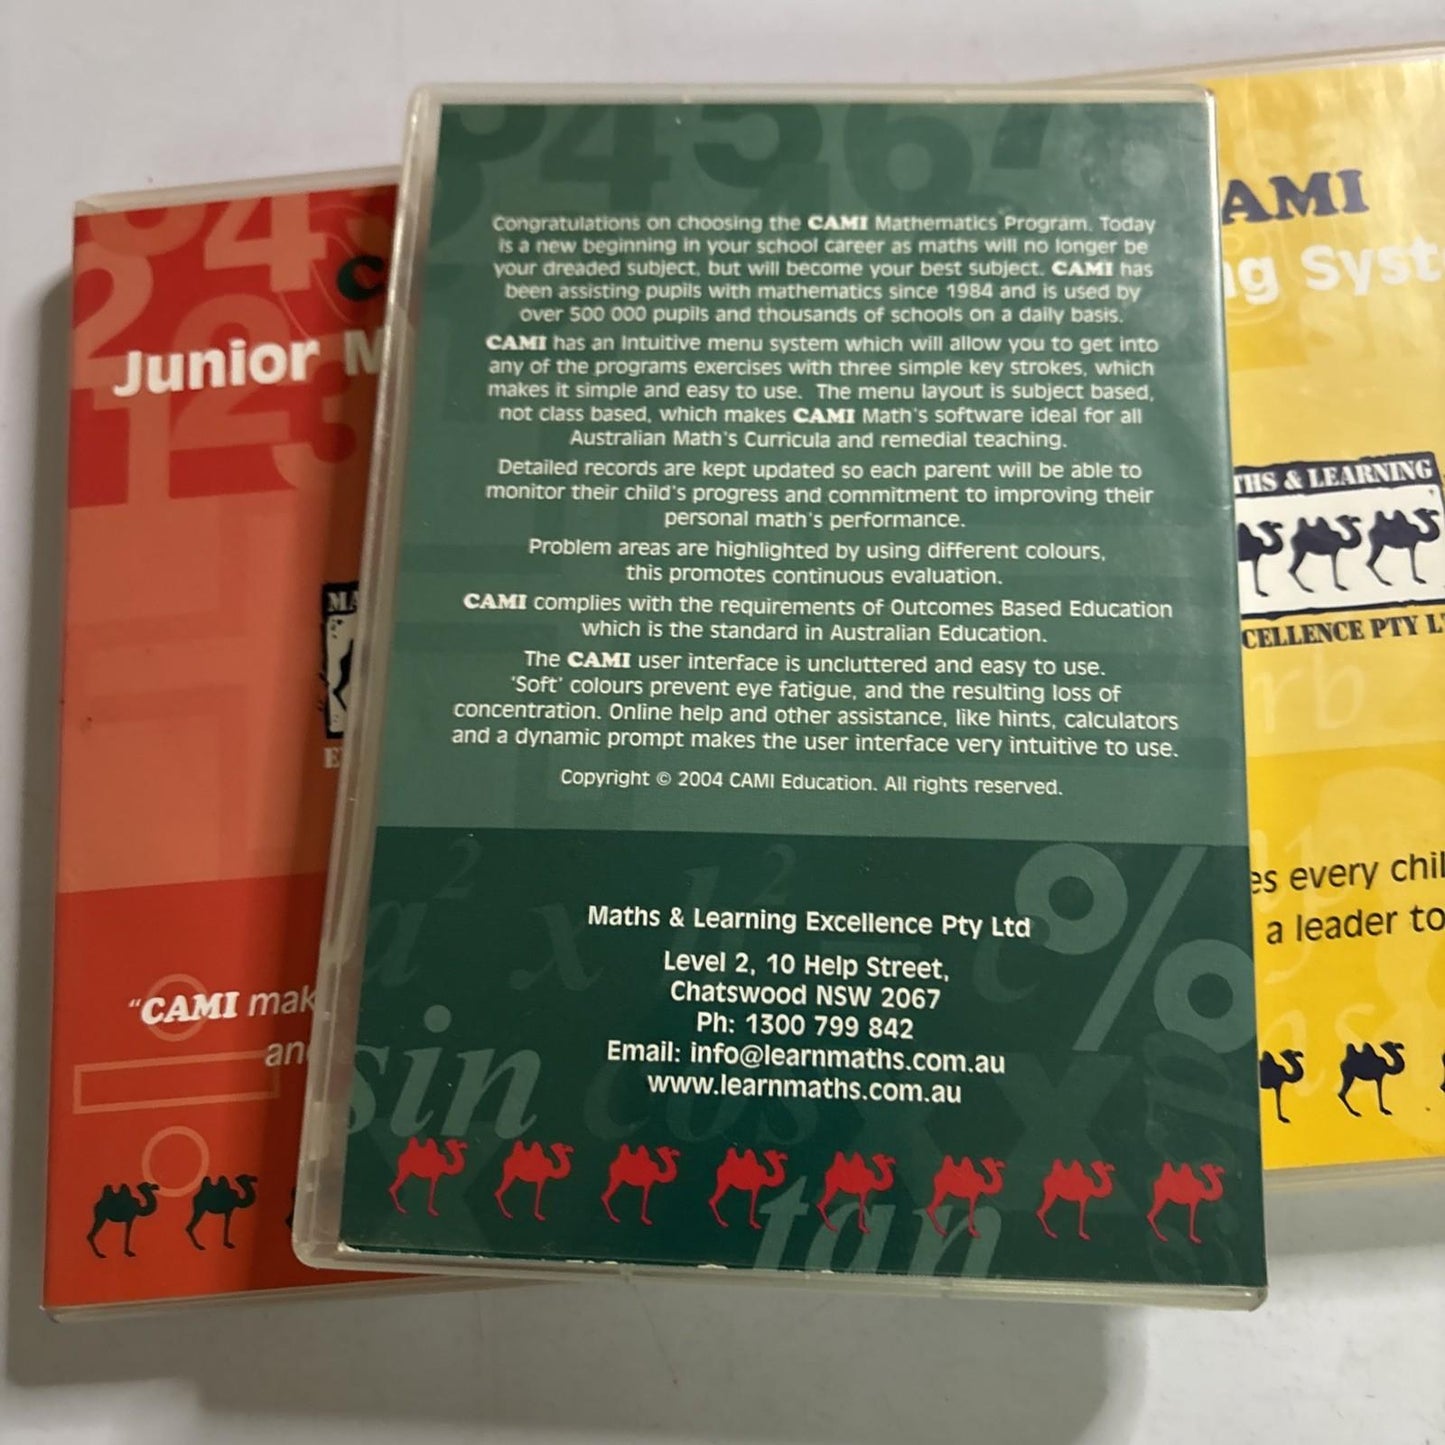 Junior
"CAMI
Congratulations on choosing the CAMI Mathematics Program. Today
is a new beginning in your school career as maths will no longer be
your dreaded subject, but will become your best subject. CAMI has
been assisting pupils with mathematics since 1984 and is used by
over 500 000 pupils and thousands of schools on a daily basis.
CAMI has an Intuitive menu system which will allow you to get into
any of the programs exercises with three simple key strokes, which
makes it simple and easy to use. The menu layout is subject based,
not class based, which makes CAMI Math's software ideal for all
Australian Math's Curricula and remedial teaching.
Detailed records are kept updated so each parent will be able to
monitor their child's progress and commitment to improving their
personal math's performance.
Problem areas are highlighted by using different colours,
this promotes continuous evaluation.
CAMI complies with the requirements of Outcomes Based Education
which is the standard in Australian Education.
The CAMI user interface is uncluttered and easy to use.
'Soft' colours prevent eye fatigue, and the resulting loss of
concentration. Online help and other assistance, like hints, calculators
and a dynamic prompt makes the user interface very intuitive to use.
Copyright © 2004 CAMI Education. All rights reserved.
Maths & Learning Excellence Pty Ltd
Level 2, 10 Help Street,
Chatswood NSW 2067
Ph: 1300 799 842
Email: info@learnmaths.com.au
www.learnmaths.com.au
sin cos
tan
AMI
& LEARNING
PTY
every
a leader to